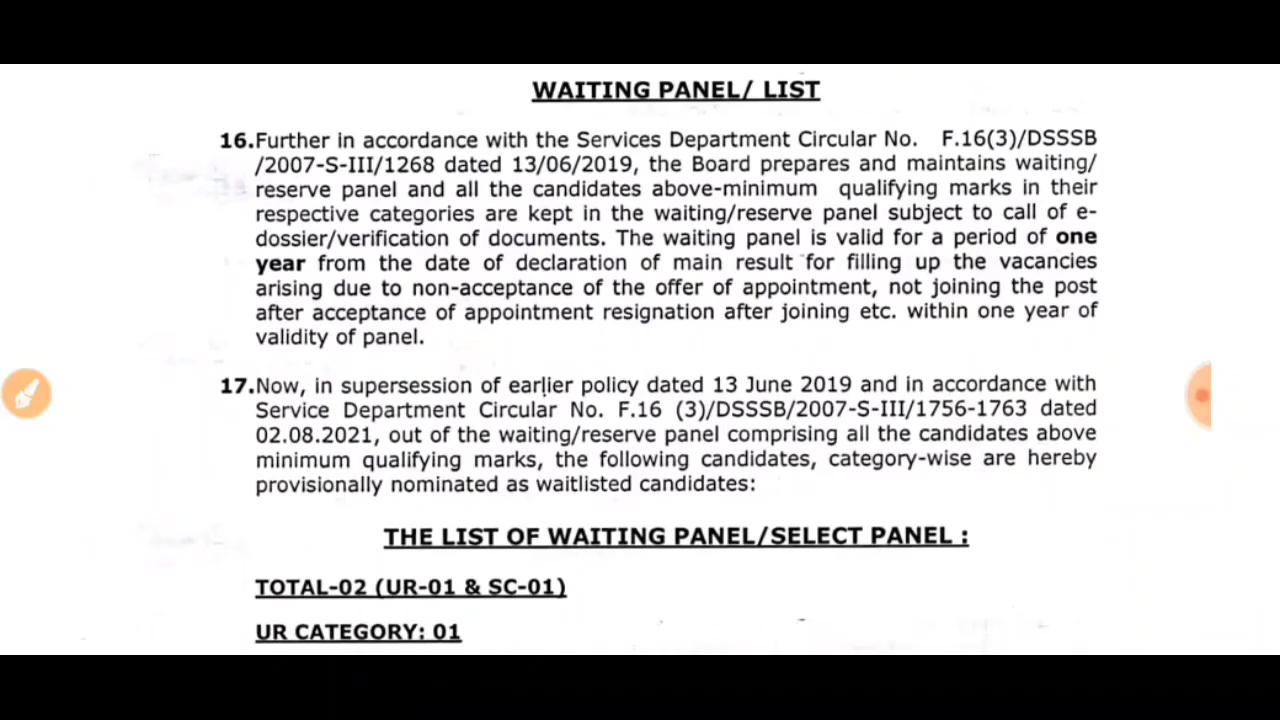 WAITING PANEL/ LIST
16.Further in accordance with the Services Department Circular No. F.16(3)/DSSSB
/2007-S-III/1268 dated 13/06/2019, the Board prepares and maintains waiting/
reserve panel and all the candidates above-minimum qualifying marks in their
respective categories are kept in the waiting/reserve panel subject to call of e-
dossier/verification of documents. The waiting panel is valid for a period of one
year from the date of declaration of main result for filling up the vacancies
arising due to non-acceptance of the offer of appointment, not joining the post
after acceptance of appointment resignation after joining etc. within one year of
validity of panel.
17.Now, in supersession of earlier policy dated 13 June 2019 and in accordance with
Service Department Circular No. F.16 (3)/DSSSB/2007-S-III/1756-1763 dated
02.08.2021, out of the waiting/reserve panel comprising all the candidates above
minimum qualifying marks, the following candidates, category-wise are hereby
provisionally nominated as waitlisted candidates:
THE LIST OF WAITING PANEL/SELECT PANEL :
TOTAL-02 (UR-01 & SC-01)
UR CATEGORY: 01